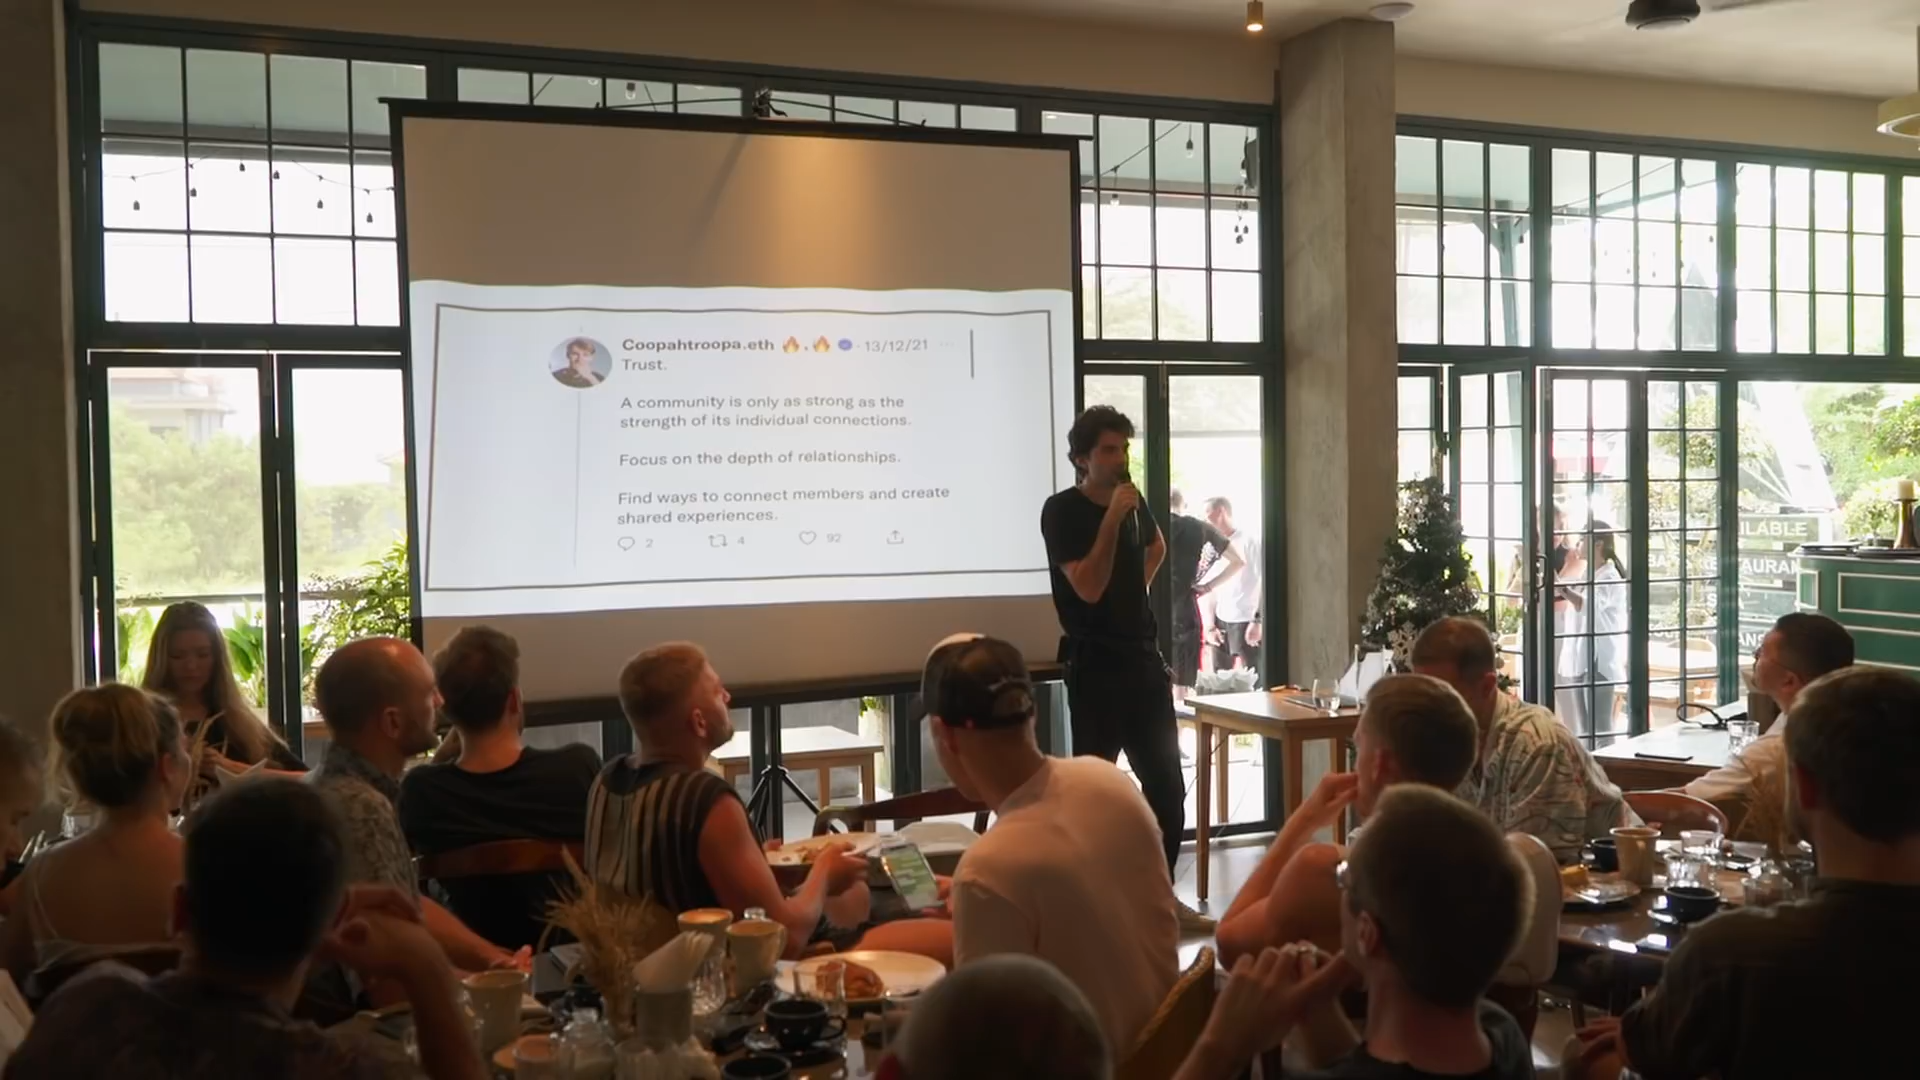 Coopahtroopa.eth 🔥.🔥 · 13/12/21 ...
Trust.
A community is only as strong as the
strength of its individual connections.
Focus on the depth of relationships.
Find ways to connect members and create
shared experiences.
2 4 92